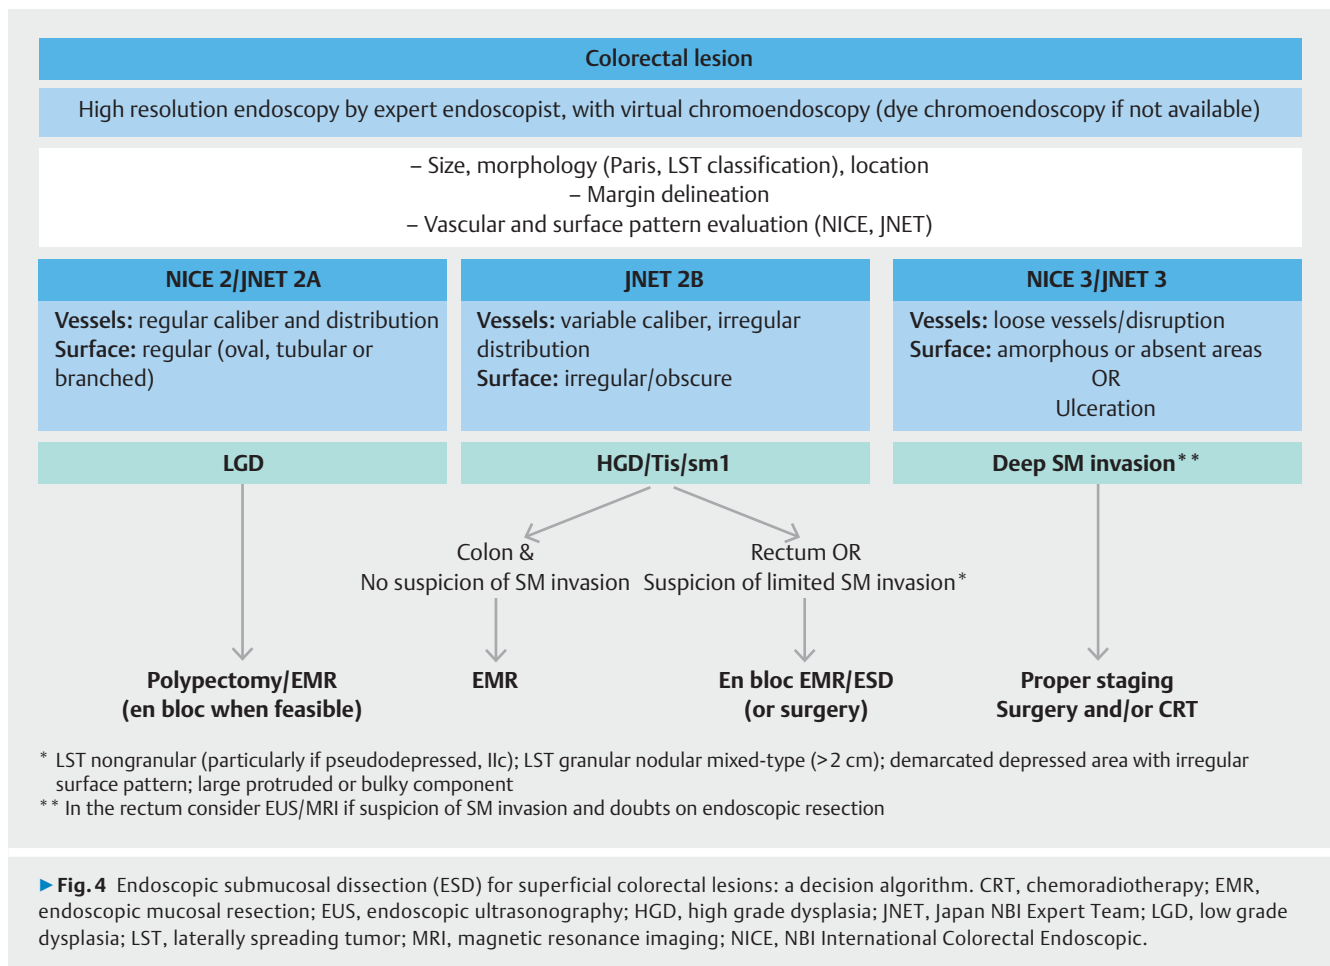 Colorectal lesion
High resolution endoscopy by expert endoscopist, with virtual chromoendoscopy (dye chromoendoscopy if not available)
– Size, morphology (Paris, LST classification), location
– Margin delineation
– Vascular and surface pattern evaluation (NICE, JNET)
NICE 2/JNET 2A
Vessels: regular caliber and distribution
Surface: regular (oval, tubular or
branched)
LGD
JNET 2B
Vessels: variable caliber, irregular
distribution
Surface: irregular/obscure
HGD/Tis/sm1
NICE 3/JNET 3
Vessels: loose vessels/disruption
Surface: amorphous or absent areas
OR
Ulceration
Deep SM invasion**
Colon &
No suspicion of SM invasion
Rectum OR
Suspicion of limited SM invasion*
Polypectomy/EMR
(en bloc when feasible)
EMR
En bloc EMR/ESD
(or surgery)
Proper staging
Surgery and/or CRT
* LST nongranular (particularly if pseudodepressed, IIc); LST granular nodular mixed-type (>2 cm); demarcated depressed area with irregular
surface pattern; large protruded or bulky component
** In the rectum consider EUS/MRI if suspicion of SM invasion and doubts on endoscopic resection
►Fig. 4 Endoscopic submucosal dissection (ESD) for superficial colorectal lesions: a decision algorithm. CRT, chemoradiotherapy; EMR,
endoscopic mucosal resection; EUS, endoscopic ultrasonography; HGD, high grade dysplasia; JNET, Japan NBI Expert Team; LGD, low grade
dysplasia; LST, laterally spreading tumor; MRI, magnetic resonance imaging; NICE, NBI International Colorectal Endoscopic.